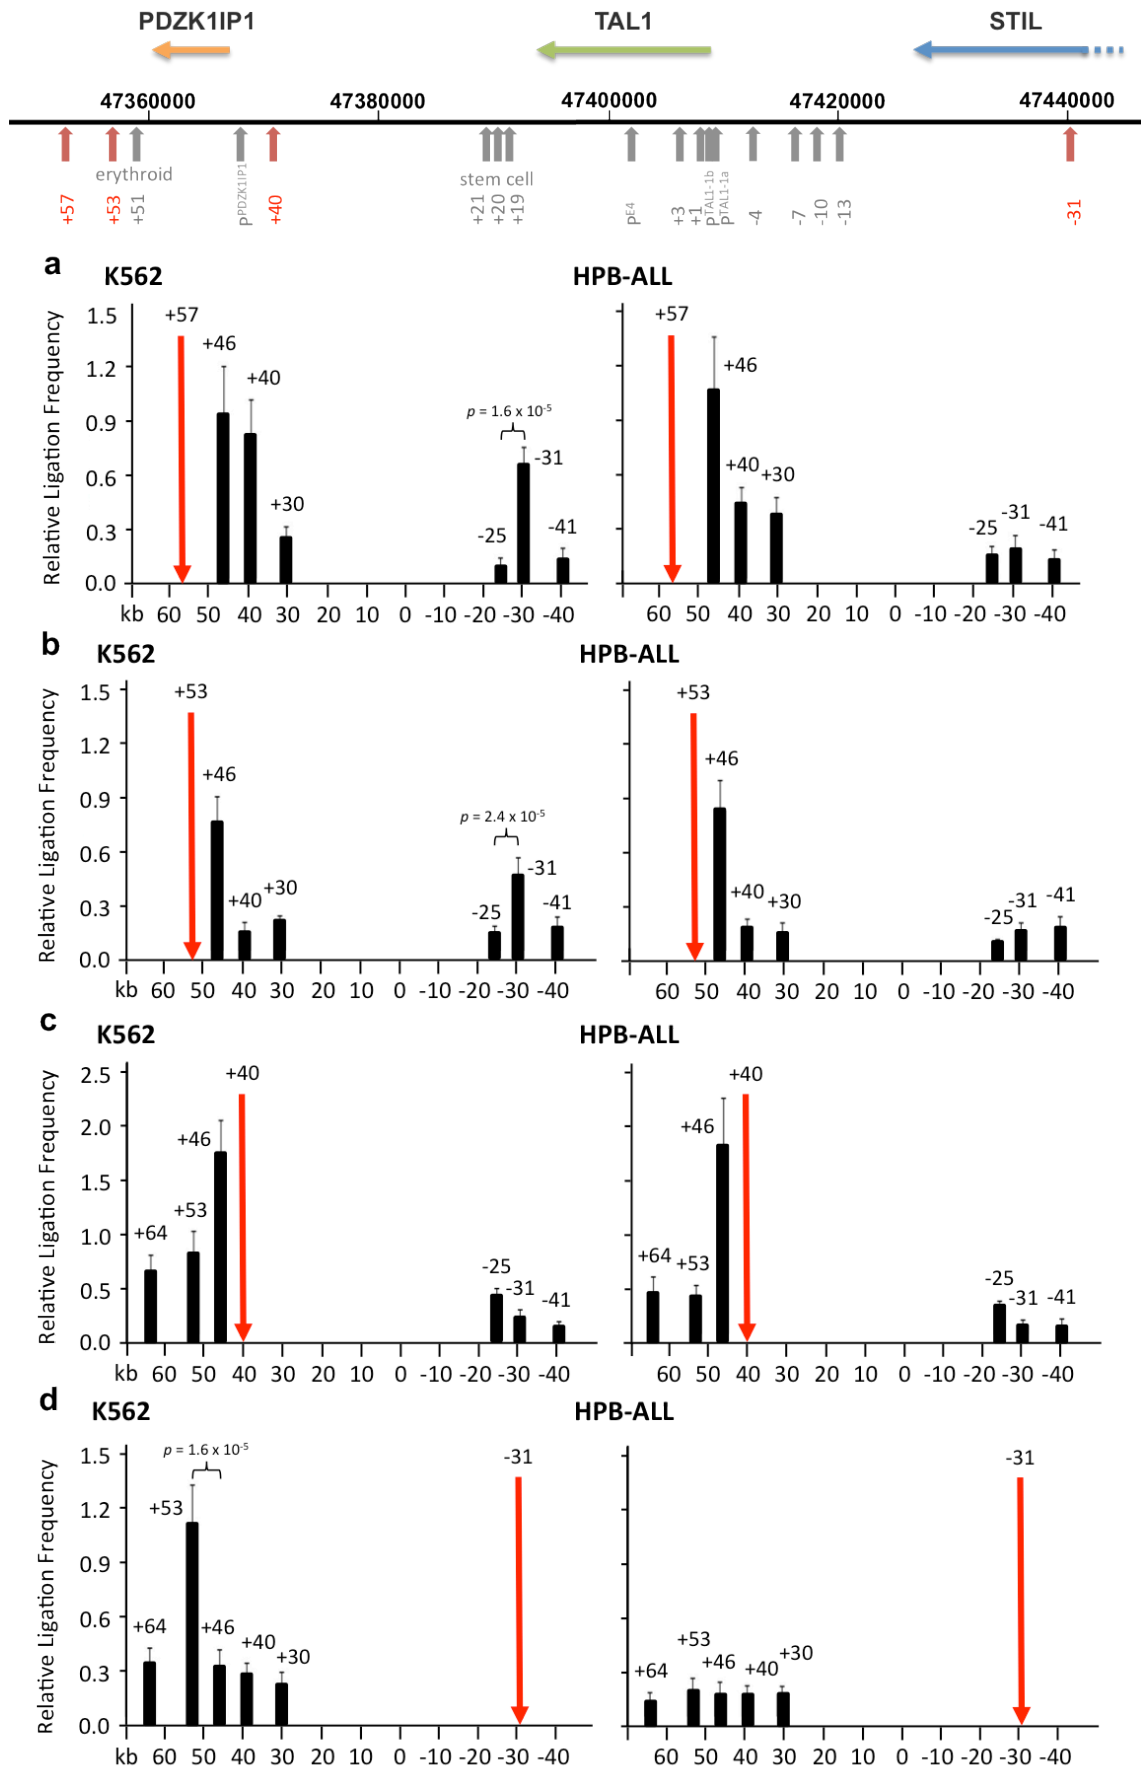 PDZK1IP1 TAL1 STIL
47360000 47380000 47400000 47420000 47440000
erythroid stem cell
+57 +53 +51 pPDZK1IP1 +40 +21 +20 +19 pE4 +3 +1 pTAL1-1b pTAL1-1a -4 -7 -10 -13 -31
a
K562 HPB-ALL
Relative Ligation Frequency
1.5
1.2
0.9
0.6
0.3
0.0
+57 +46 +40 +30 p = 1.6 x 10-5 -25 -31 -41
+57 +46 +40 +30 -25 -31 -41
kb 60 50 40 30 20 10 0 -10 -20 -30 -40
60 50 40 30 20 10 0 -10 -20 -30 -40
b
K562 HPB-ALL
Relative Ligation Frequency
1.5
1.2
0.9
0.6
0.3
0.0
+53 +46 +40 +30 p = 2.4 x 10-5 -25 -31 -41
+53 +46 +40 +30 -25 -31 -41
kb 60 50 40 30 20 10 0 -10 -20 -30 -40
60 50 40 30 20 10 0 -10 -20 -30 -40
c
K562 HPB-ALL
Relative Ligation Frequency
2.5
2.0
1.5
1.0
0.5
0.0
+64 +53 +46 +40 -25 -31 -41
+64 +53 +46 +40 -25 -31 -41
kb 60 50 40 30 20 10 0 -10 -20 -30 -40
60 50 40 30 20 10 0 -10 -20 -30 -40
d
K562 HPB-ALL
Relative Ligation Frequency
1.5
1.2
0.9
0.6
0.3
0.0
p = 1.6 x 10-5 +64 +53 +46 +40 +30 -31
+64 +53 +46 +40 +30 -31
kb 60 50 40 30 20 10 0 -10 -20 -30 -40
60 50 40 30 20 10 0 -10 -20 -30 -40